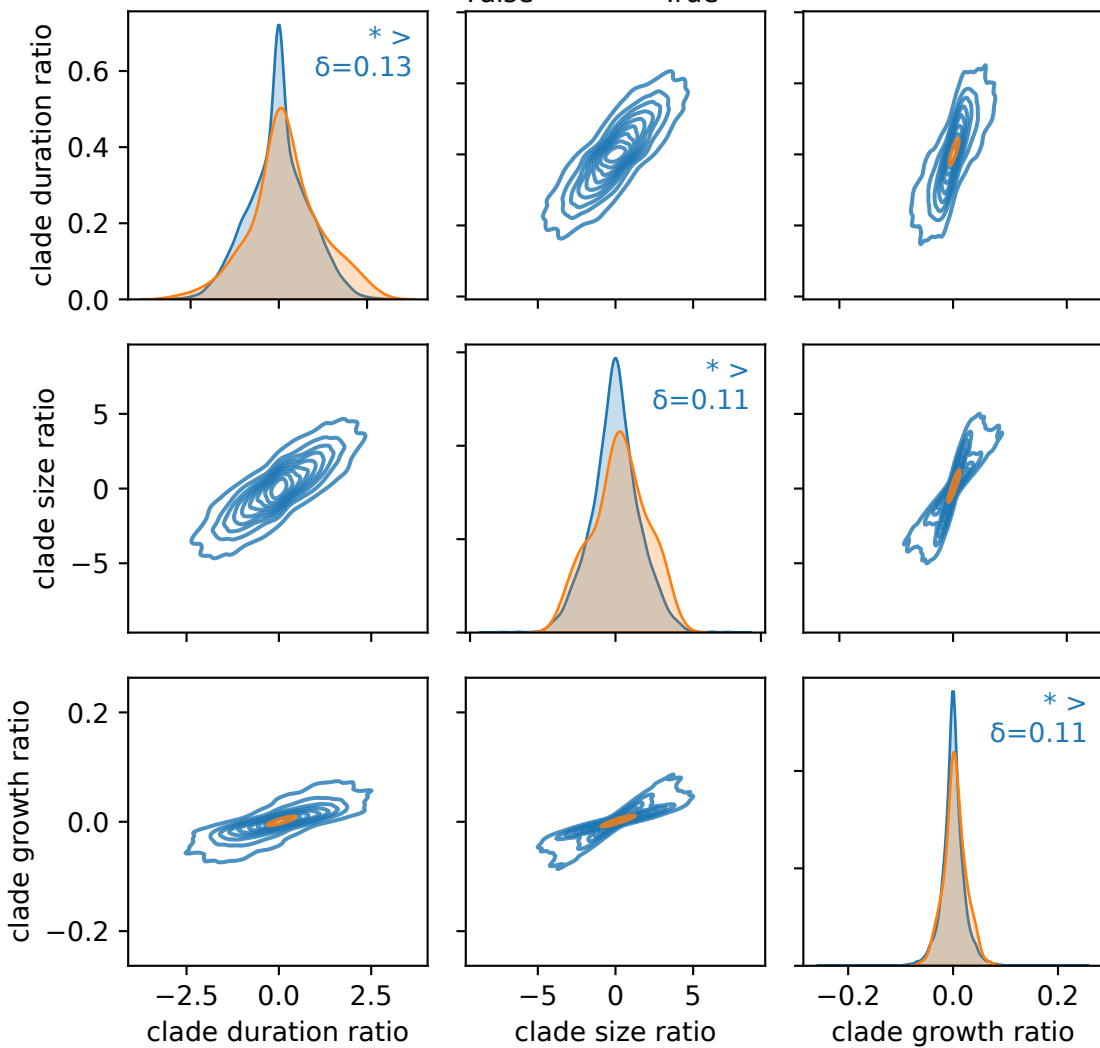 True
clade duration ratio
0.6
0.4
0.2
0.0
* >
δ=0.13
clade size ratio
5
0
−5
* >
δ=0.11
clade growth ratio
0.2
0.0
−0.2
* >
δ=0.11
−2.5 0.0 2.5
−5 0 5
−0.2 0.0 0.2
clade duration ratio
clade size ratio
clade growth ratio